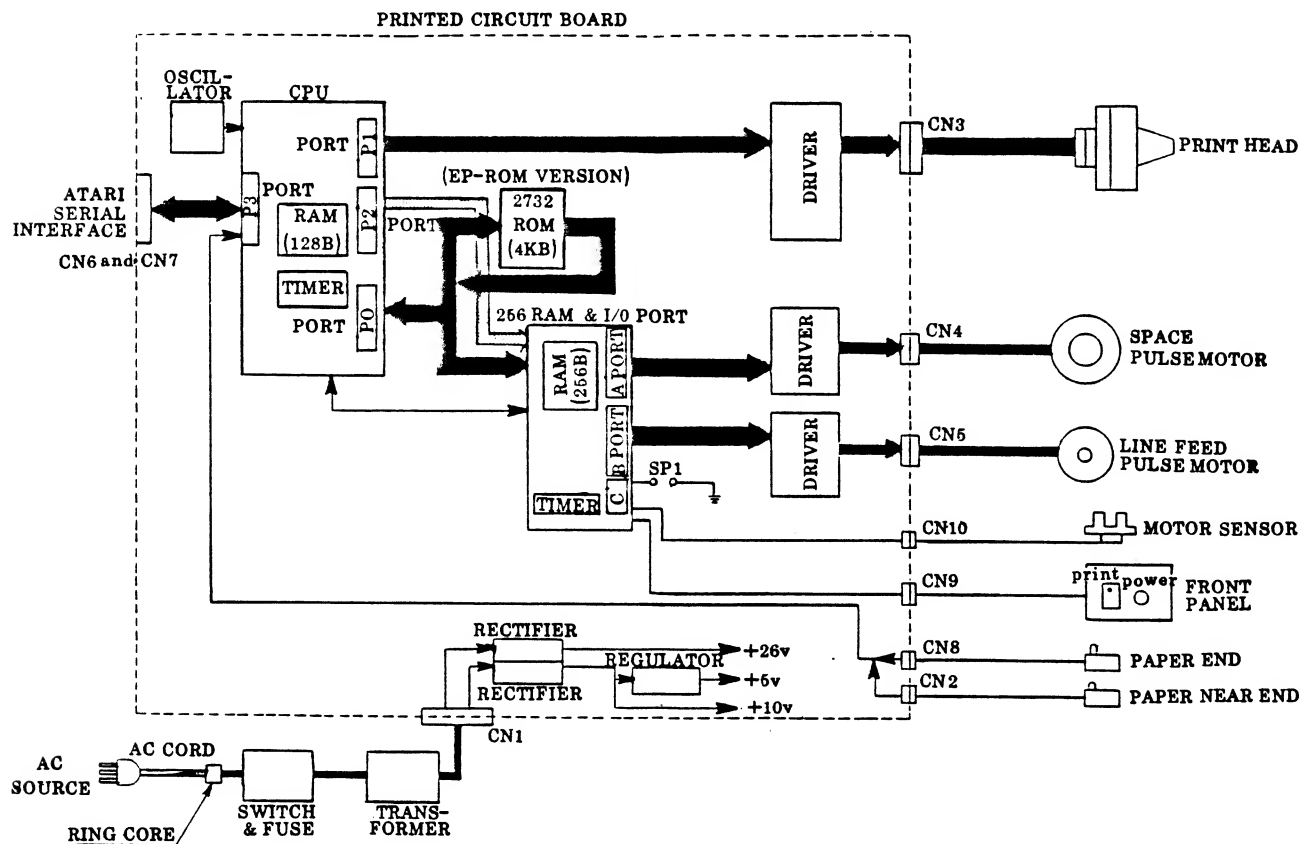 PRINTED CIRCUIT BOARD
OSCIL-
LATOR
CPU
PORT
P1
CN3
PRINT HEAD
DRIVER
(EP-ROM VERSION)
2732
ROM
(4KB)
ATARI
SERIAL
INTERFACE
CN6 and CN7
P3
PORT
RAM
(128B)
P2
PORT
TIMER
PORT
PO
256 RAM & I/O PORT
RAM
(256B)
A PORT
B PORT
C
TIMER
SP1
DRIVER
CN4
SPACE
PULSE MOTOR
DRIVER
CN5
LINE FEED
PULSE MOTOR
CN10
MOTOR SENSOR
CN9
print
power
FRONT
PANEL
CN8
PAPER END
CN2
PAPER NEAR END
RECTIFIER
+26v
REGULATOR
+5v
RECTIFIER
+10v
CN1
AC
SOURCE
AC CORD
RING CORE
SWITCH
& FUSE
TRANS-
FORMER